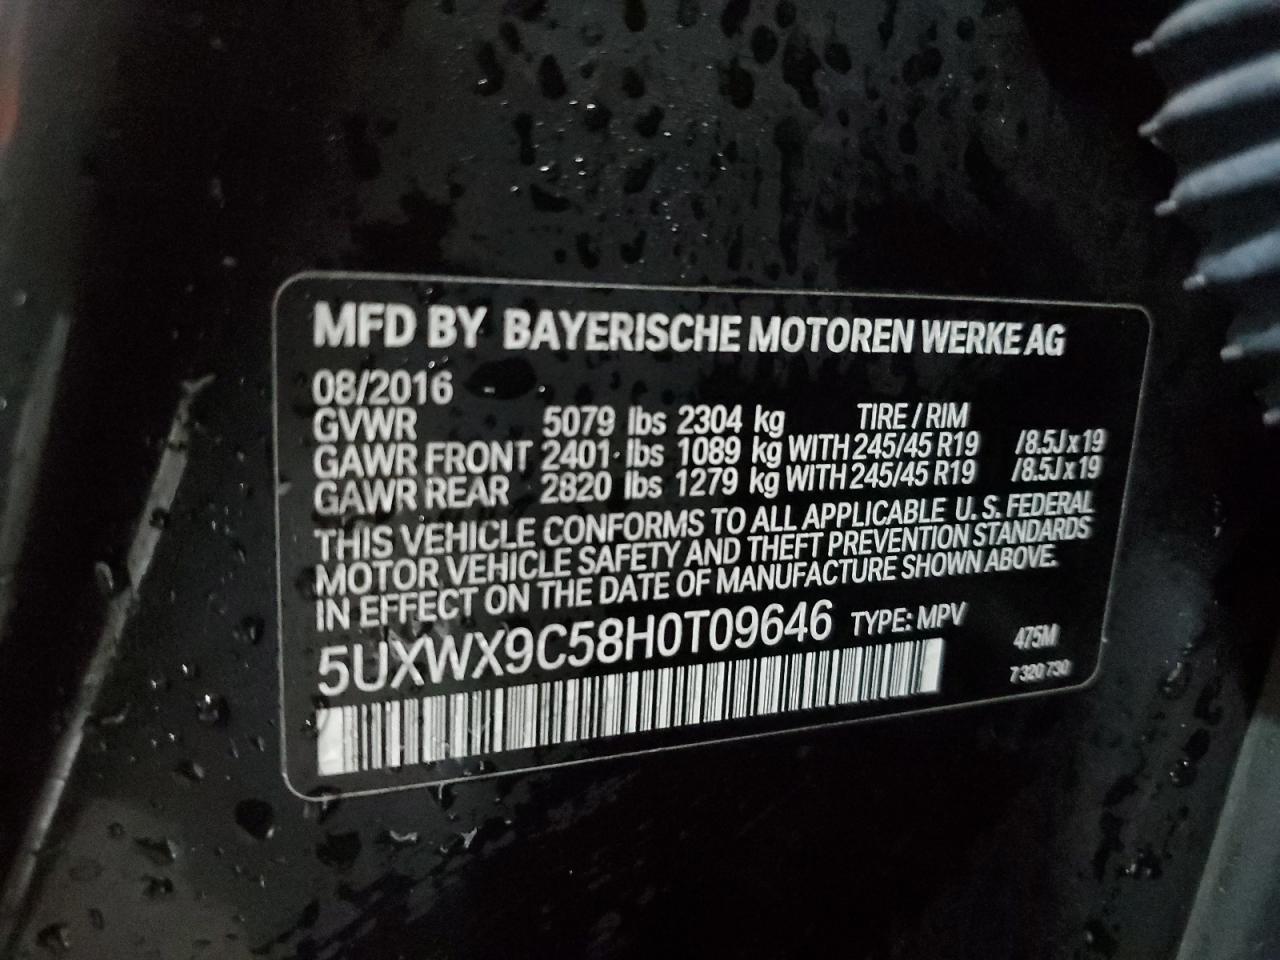 MFD BY BAYERISCHE MOTOREN WERKE AG
08/2016
GVWR 5079 lbs 2304 kg TIRE / RIM
GAWR FRONT 2401 lbs 1089 kg WITH 245/45 R19 /8.5J x 19
GAWR REAR 2820 lbs 1279 kg WITH 245/45 R19 /8.5J x 19
THIS VEHICLE CONFORMS TO ALL APPLICABLE U.S. FEDERAL
MOTOR VEHICLE SAFETY AND THEFT PREVENTION STANDARDS
IN EFFECT ON THE DATE OF MANUFACTURE SHOWN ABOVE.
5UXWX9C58H0T09646 TYPE: MPV
475M
7 320 730